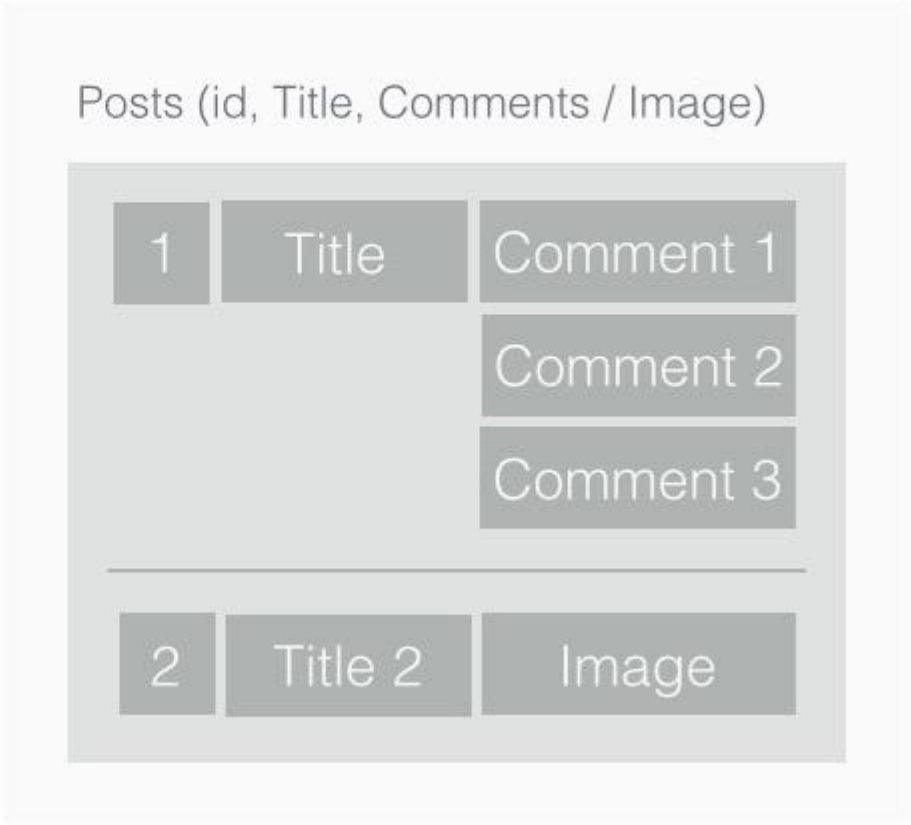 Posts (id, Title, Comments / Image)
1 Title Comment 1
Comment 2
Comment 3
2 Title 2 Image